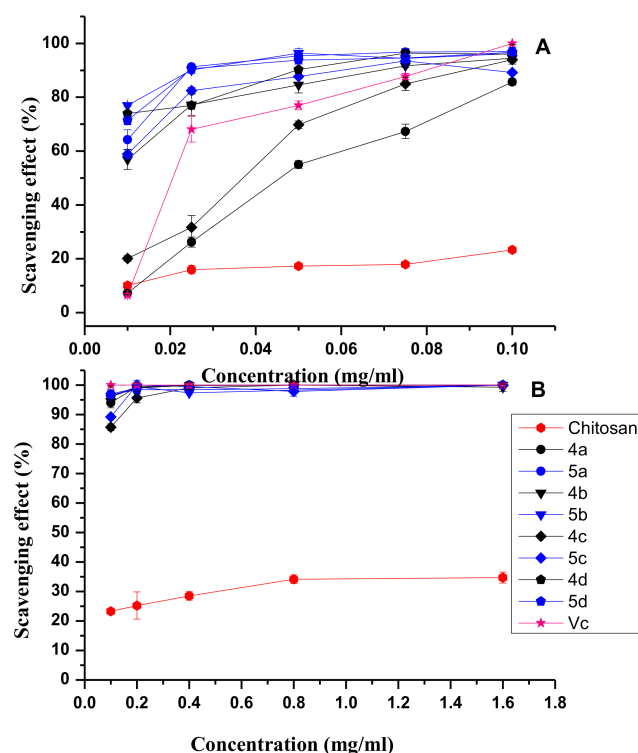 A
100
80
60
40
20
0
Scavenging effect (%)
0.00 0.02 0.04 0.06 0.08 0.10
Concentration (mg/ml)
B
100
90
80
70
60
50
40
30
20
10
0
Scavenging effect (%)
Chitosan
4a
5a
4b
5b
4c
5c
4d
5d
Vc
0.0 0.2 0.4 0.6 0.8 1.0 1.2 1.4 1.6 1.8
Concentration (mg/ml)